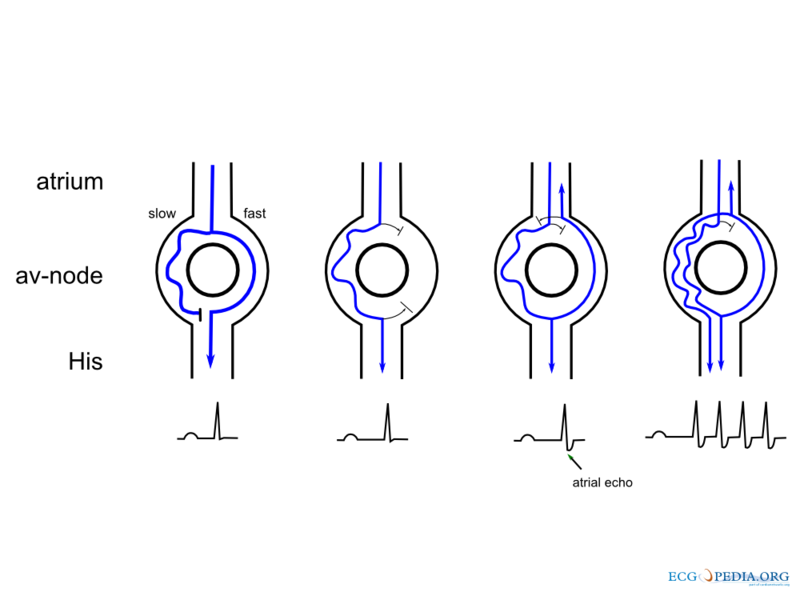 atrium
slow
fast
av-node
His
atrial echo
ECGPEDIA.ORG